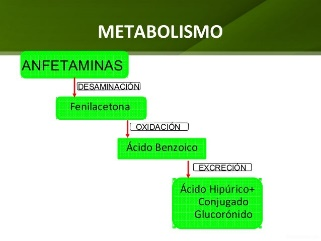 METABOLISMO
ANFETAMINAS
DESAMINACIÓN
Fenilacetona
OXIDACIÓN
Ácido Benzoico
EXCRECIÓN
Ácido Hipúrico+
Conjugado
Glucorónido